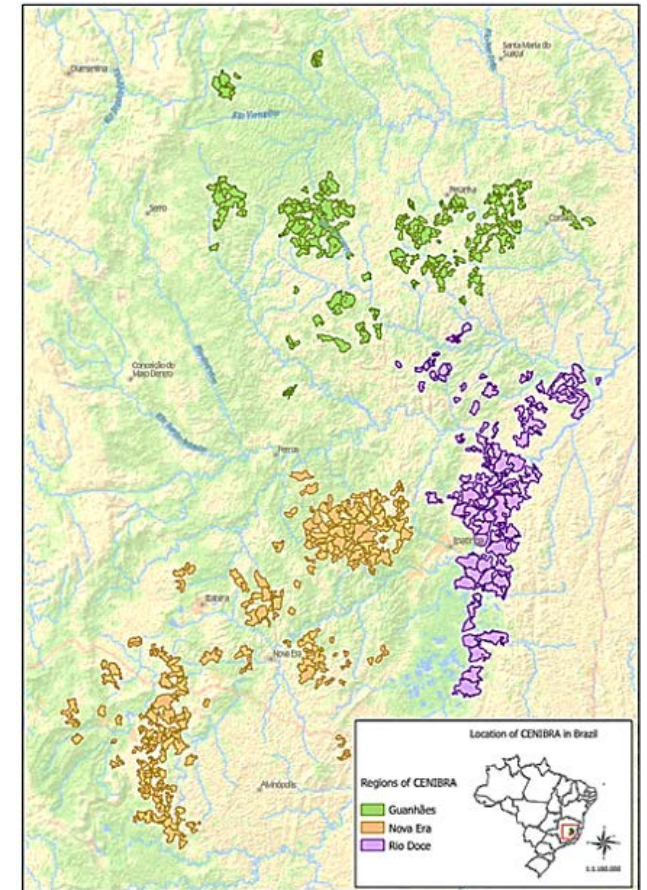 Diamantina
Santa Maria do
Suaçuí
Rio Vermelho
Serro
Peçanha
Conceição do
Mato Dentro
Ferros
Ipatinga
Itabira
Nova Era
Alvinópolis
Location of CENIBRA in Brazil
Regions of CENIBRA
Guanhães
Nova Era
Rio Doce